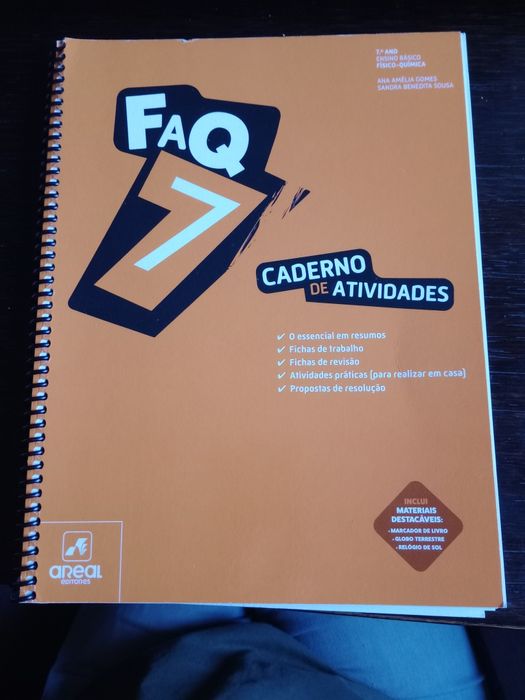 7.º ANO
ENSINO BÁSICO
FÍSICO-QUÍMICA
ANA AMÉLIA GOMES
SANDRA BENEDITA SOUSA
FAQ
7
CADERNO
DE ATIVIDADES
✓ O essencial em resumos
✓ Fichas de trabalho
✓ Fichas de revisão
✓ Atividades práticas (para realizar em casa)
✓ Propostas de resolução
INCLUI
MATERIAIS
DESTACÁVEIS:
- MARCADOR DE LIVRO
- GLOBO TERRESTRE
- RELÓGIO DE SOL
AREAL
EDITORES